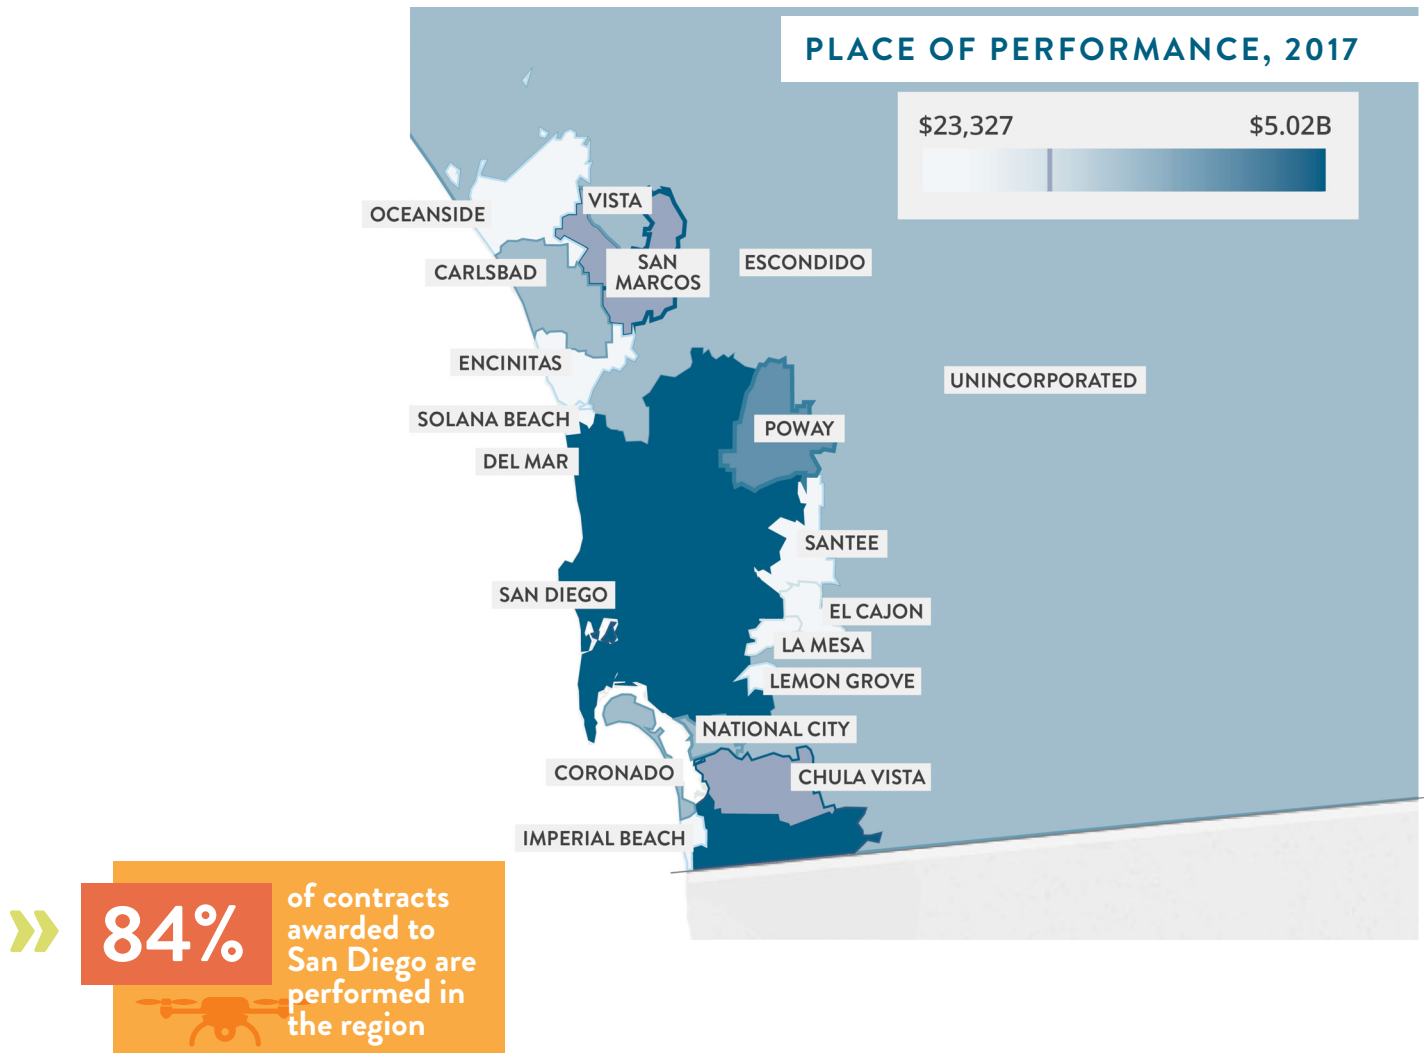 PLACE OF PERFORMANCE, 2017
$23,327
$5.02B
VISTA
OCEANSIDE
CARLSBAD
SAN
MARCOS
ESCONDIDO
ENCINITAS
UNINCORPORATED
SOLANA BEACH
POWAY
DEL MAR
SANTEE
SAN DIEGO
EL CAJON
LA MESA
LEMON GROVE
NATIONAL CITY
CORONADO
CHULA VISTA
IMPERIAL BEACH
84%
of contracts
awarded to
San Diego are
performed in
the region